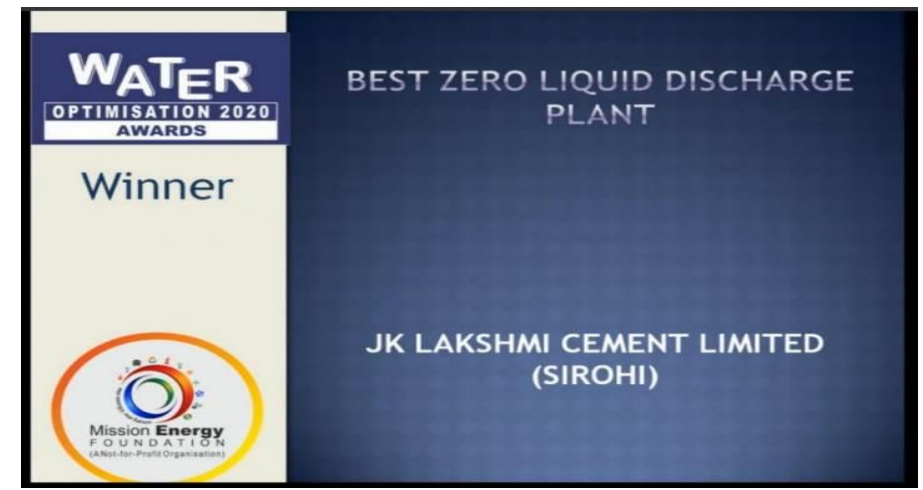 WATER
OPTIMISATION 2020
AWARDS
Winner
BEST ZERO LIQUID DISCHARGE
PLANT
JK LAKSHMI CEMENT LIMITED
(SIROHI)
Mission Energy
FOUNDATION
(A Not-for-Profit Organisation)